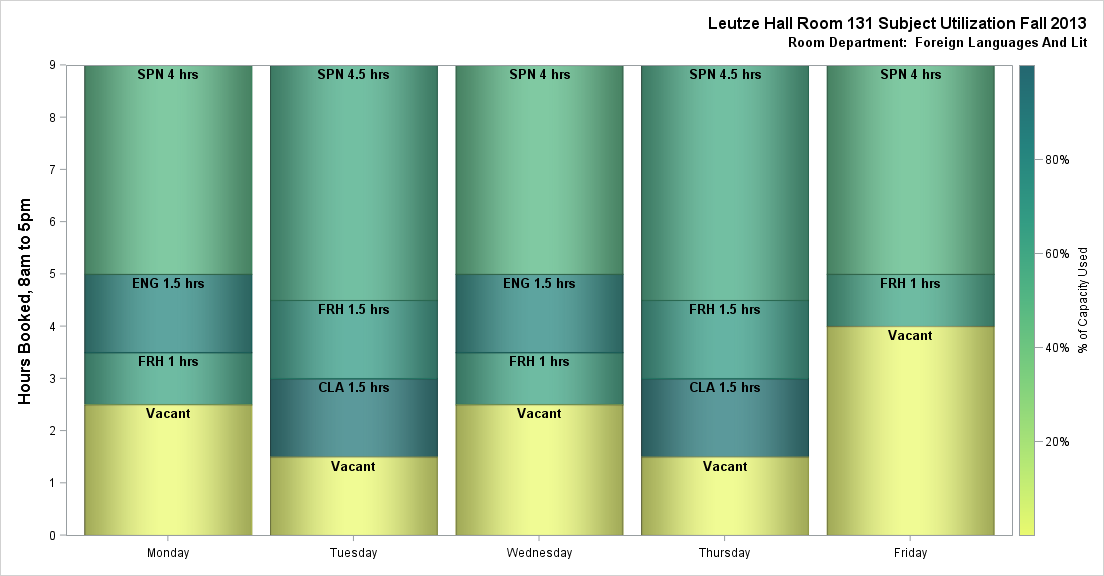 Leutze Hall Room 131 Subject Utilization Fall 2013
Room Department: Foreign Languages And Lit
Hours Booked, 8am to 5pm
9
8
7
6
5
4
3
2
1
0
SPN 4 hrs
ENG 1.5 hrs
FRH 1 hrs
Vacant
Monday
SPN 4.5 hrs
FRH 1.5 hrs
CLA 1.5 hrs
Vacant
Tuesday
SPN 4 hrs
ENG 1.5 hrs
FRH 1 hrs
Vacant
Wednesday
SPN 4.5 hrs
FRH 1.5 hrs
CLA 1.5 hrs
Vacant
Thursday
SPN 4 hrs
FRH 1 hrs
Vacant
Friday
80%
60%
40%
20%
% of Capacity Used